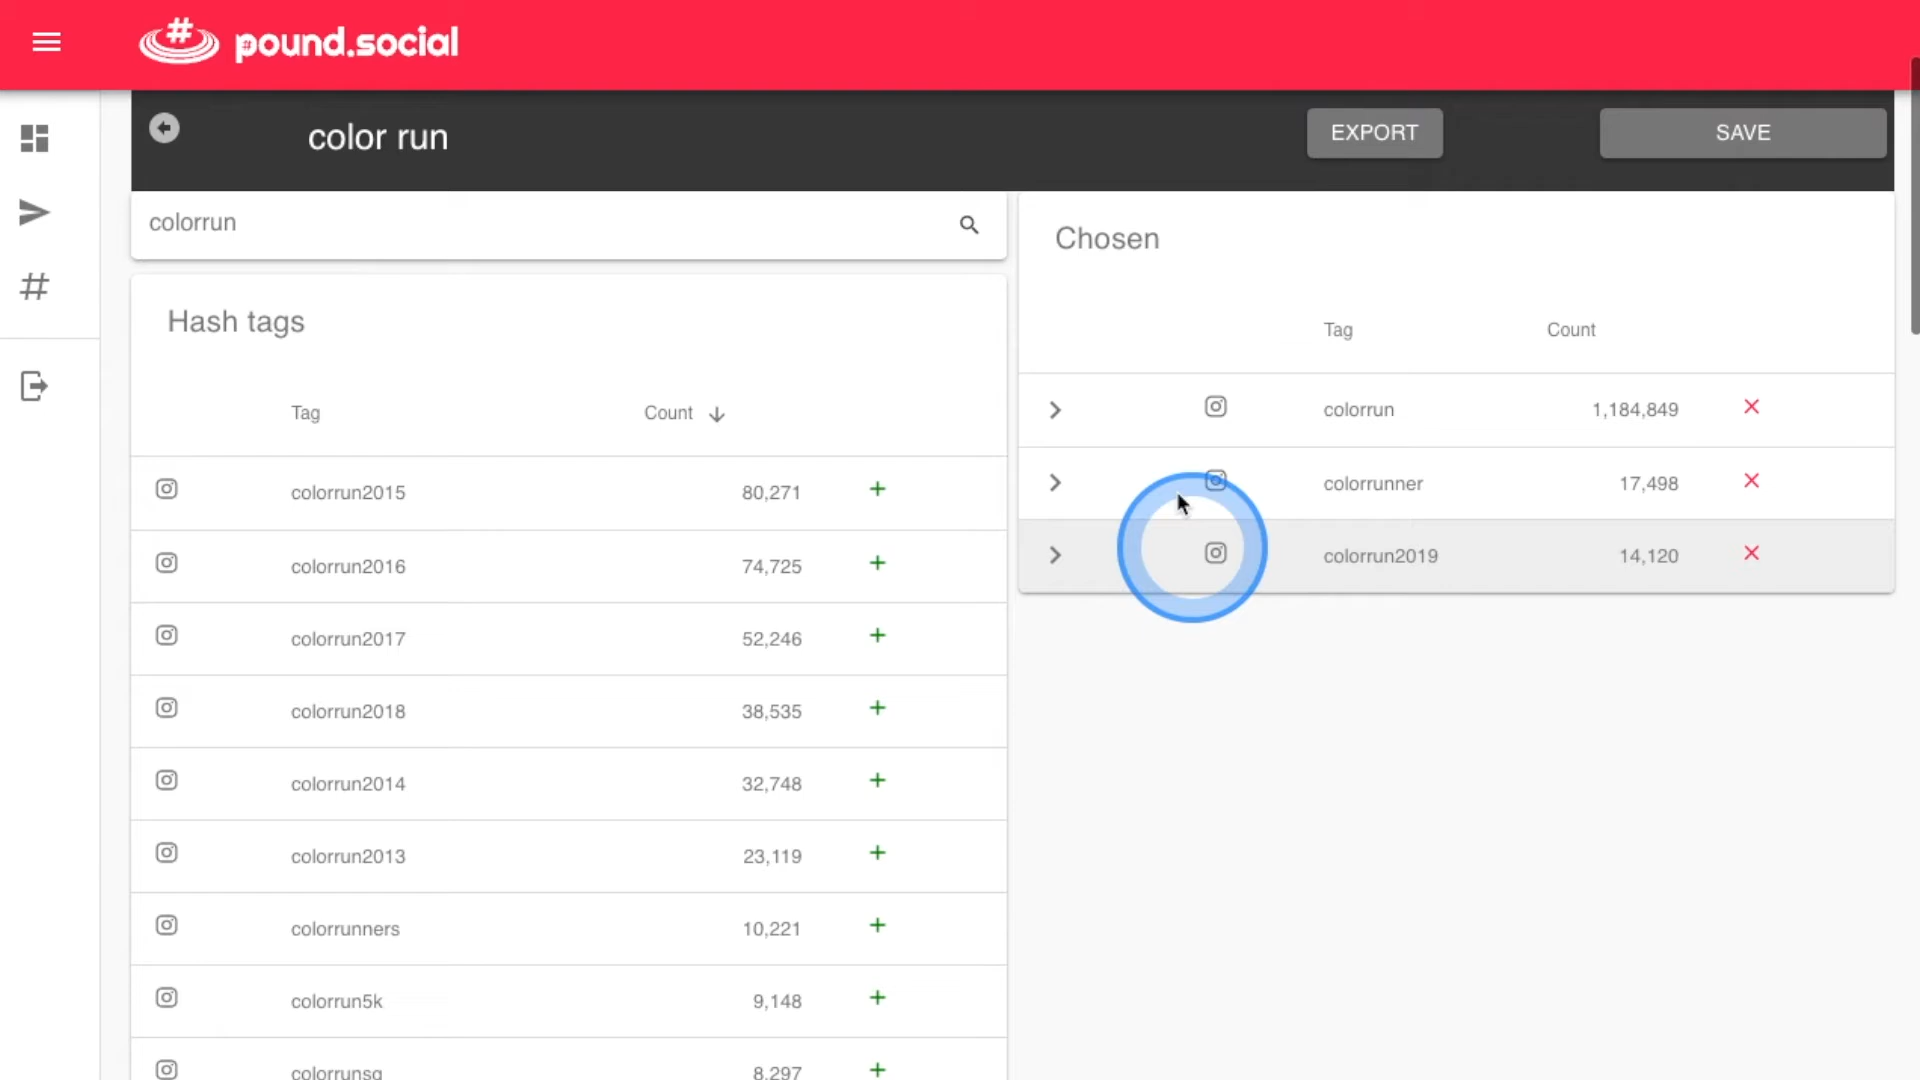 # pound.social
color run
EXPORT
SAVE
colorrun
Hash tags
Tag Count
colorrun2015 80,271 +
colorrun2016 74,725 +
colorrun2017 52,246 +
colorrun2018 38,535 +
colorrun2014 32,748 +
colorrun2013 23,119 +
colorrunners 10,221 +
colorrun5k 9,148 +
colorrunsg 8,297 +
Chosen
Tag Count
colorrun 1,184,849
colorrunner 17,498
colorrun2019 14,120